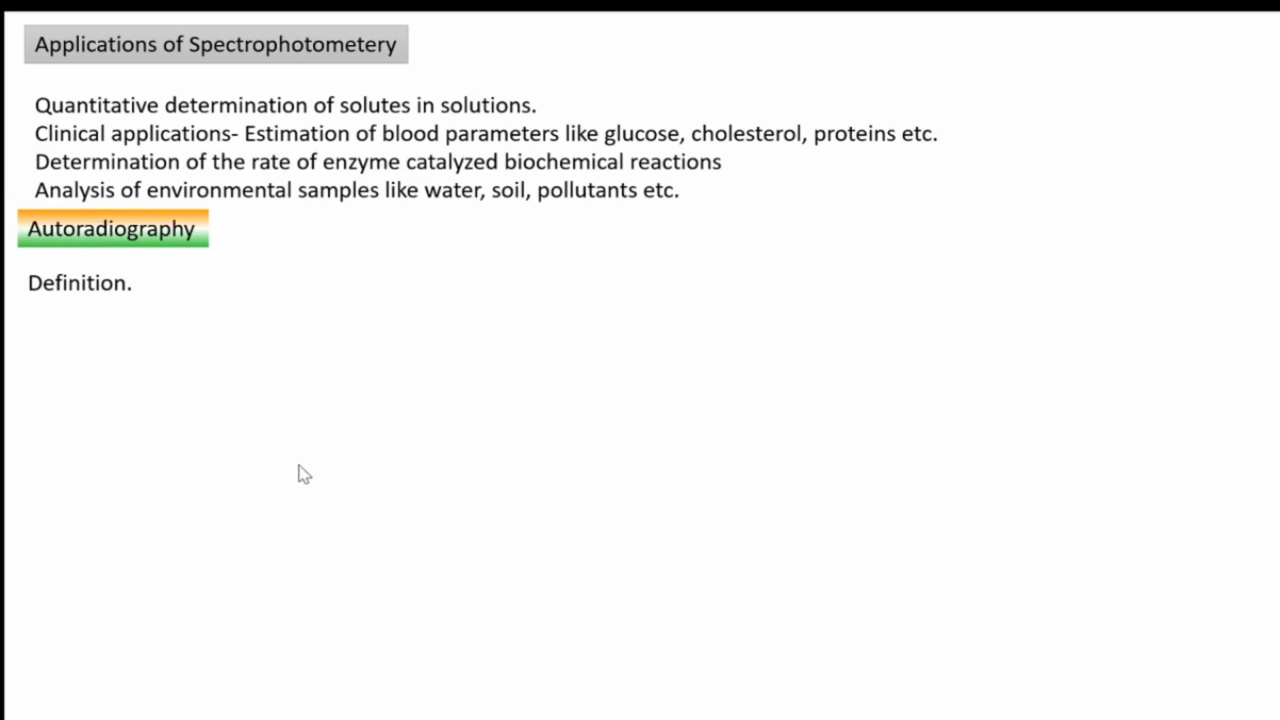 Applications of Spectrophotometery
Quantitative determination of solutes in solutions.
Clinical applications- Estimation of blood parameters like glucose, cholesterol, proteins etc.
Determination of the rate of enzyme catalyzed biochemical reactions
Analysis of environmental samples like water, soil, pollutants etc.
Autoradiography
Definition.